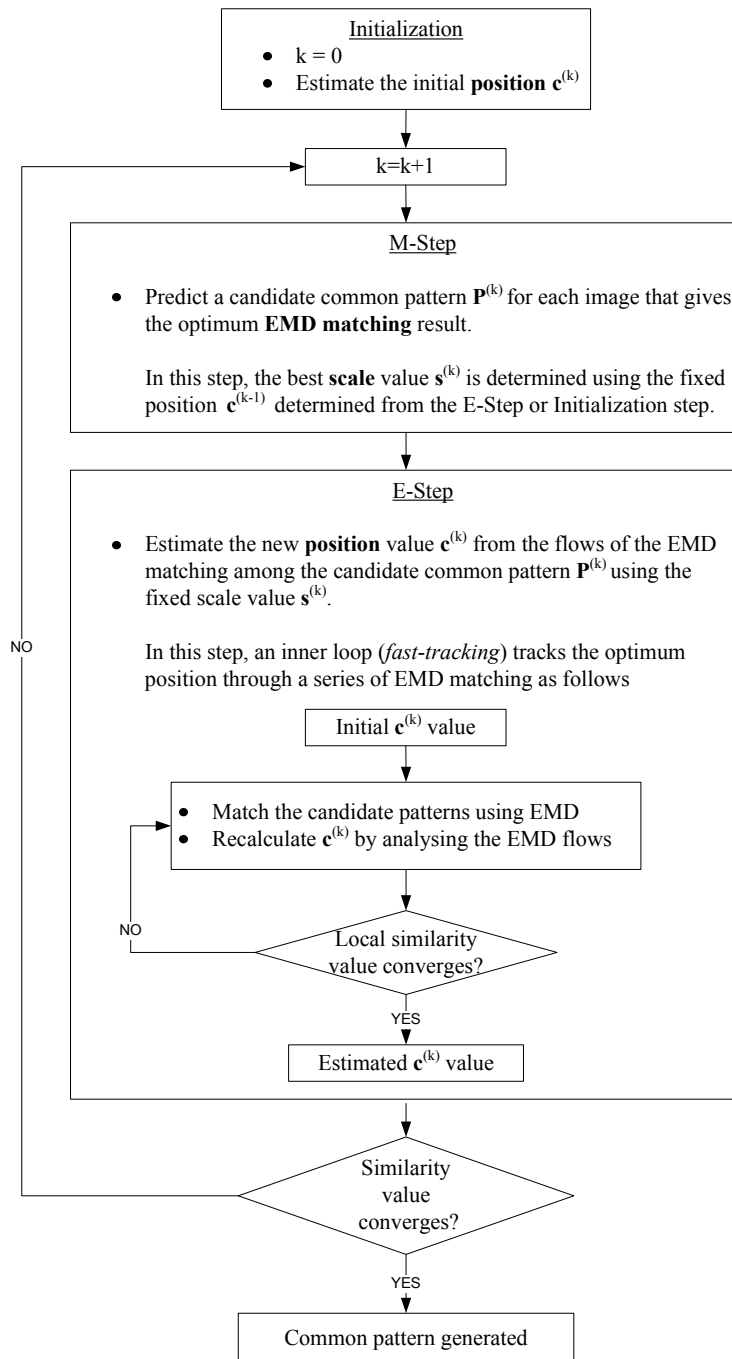 Initialization
• k = 0
• Estimate the initial position c^(k)
k=k+1
M-Step
• Predict a candidate common pattern P^(k) for each image that gives
the optimum EMD matching result.
In this step, the best scale value s^(k) is determined using the fixed
position c^(k-1) determined from the E-Step or Initialization step.
E-Step
• Estimate the new position value c^(k) from the flows of the EMD
matching among the candidate common pattern P^(k) using the
fixed scale value s^(k).
In this step, an inner loop (fast-tracking) tracks the optimum
position through a series of EMD matching as follows
Initial c^(k) value
• Match the candidate patterns using EMD
• Recalculate c^(k) by analysing the EMD flows
NO
Local similarity
value converges?
YES
Estimated c^(k) value
NO
Similarity
value
converges?
YES
Common pattern generated